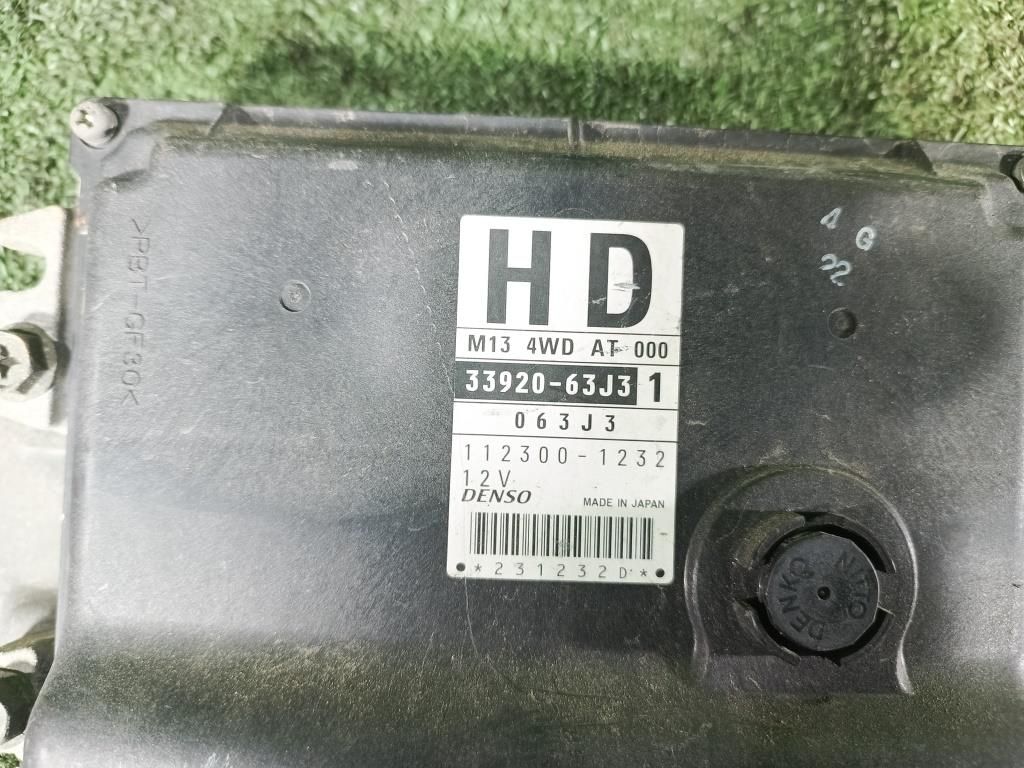 HD
M13 4WD AT 000
33920-63J3 1
063J3
112300-1232
12V
DENSO MADE IN JAPAN
*231232D*
>PBT-GF30<
4 G
22
NITTO
DENKO